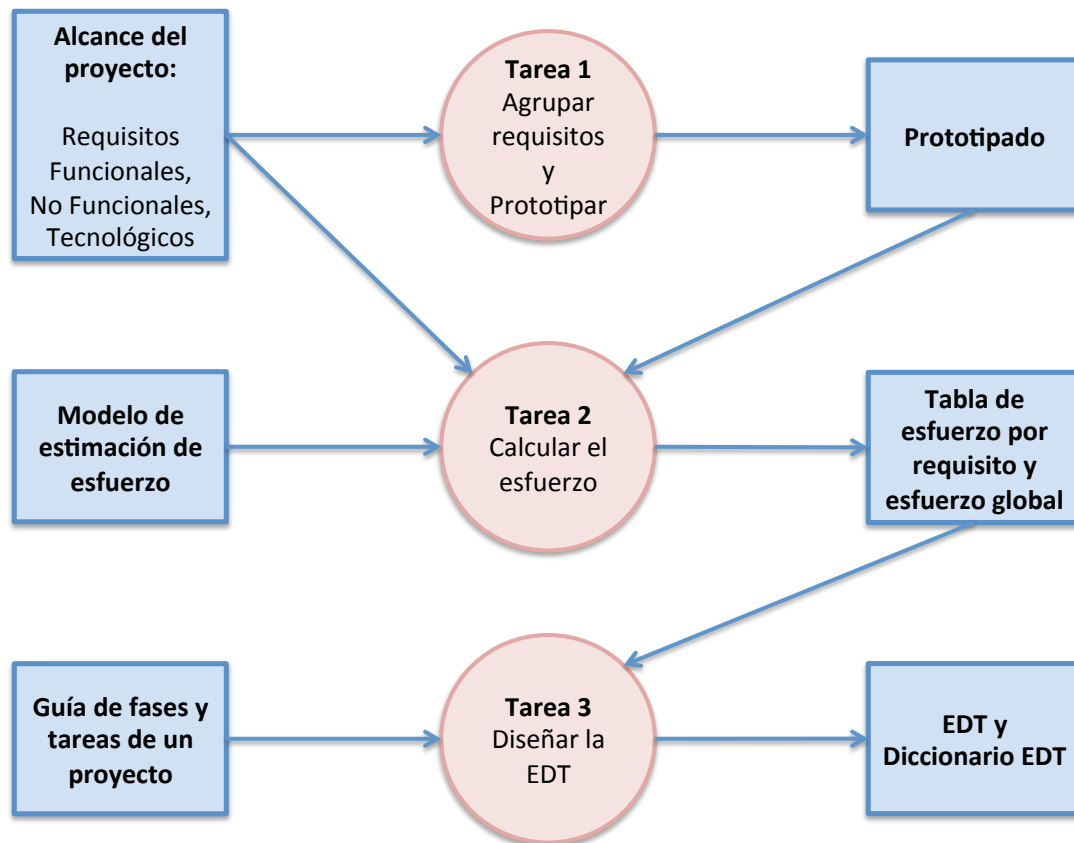 Alcance del
proyecto:
Requisitos
Funcionales,
No Funcionales,
Tecnológicos
Tarea 1
Agrupar
requisitos
y
Prototipar
Prototipado
Modelo de
estimación de
esfuerzo
Tarea 2
Calcular el
esfuerzo
Tabla de
esfuerzo por
requisito y
esfuerzo global
Guía de fases y
tareas de un
proyecto
Tarea 3
Diseñar la
EDT
EDT y
Diccionario EDT